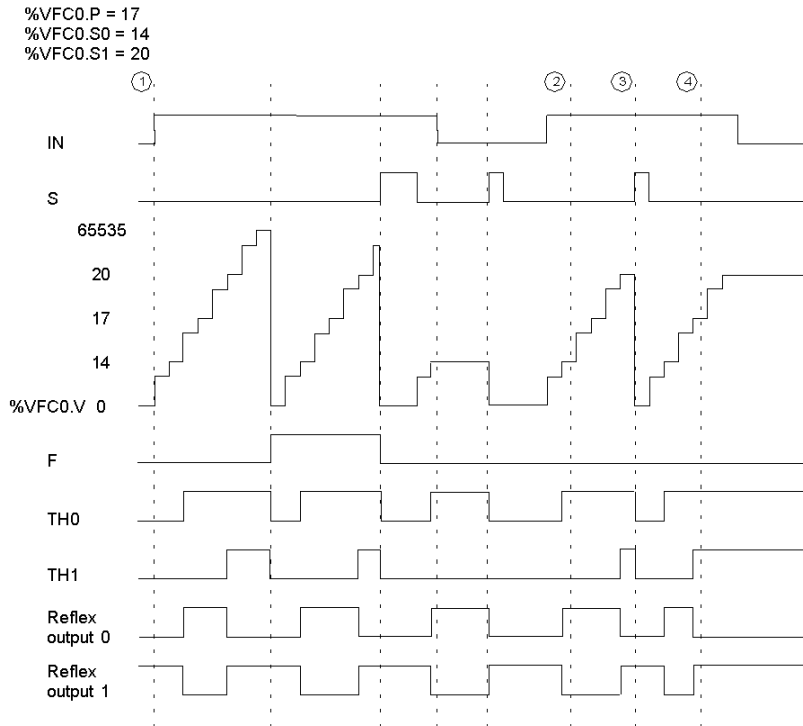 %VFC0.P = 17
%VFC0.S0 = 14
%VFC0.S1 = 20
1
2
3
4
IN
S
65535
20
17
14
%VFC0.V 0
F
TH0
TH1
Reflex
output 0
Reflex
output 1